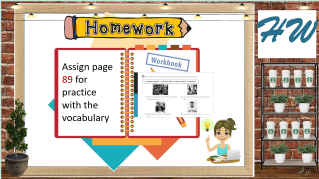 Homework
HW
Workbook
Assign page
89 for
practice
with the
vocabulary